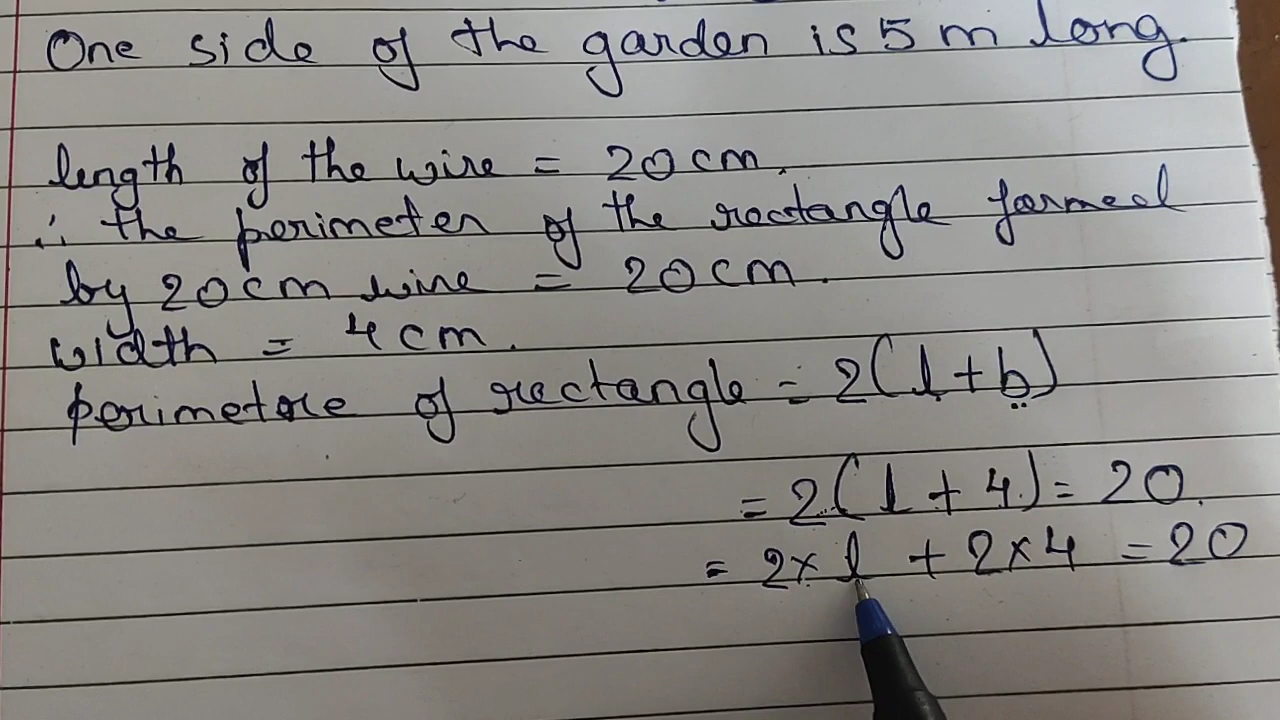 One side of the garden is 5 m long.
length of the wire = 20 cm.
∴ the perimeter of the rectangle formed
by 20 cm wire = 20 cm.
width = 4 cm.
perimetre of rectangle = 2(l + b)
= 2(l + 4) = 20.
= 2 × l + 2 × 4 = 20